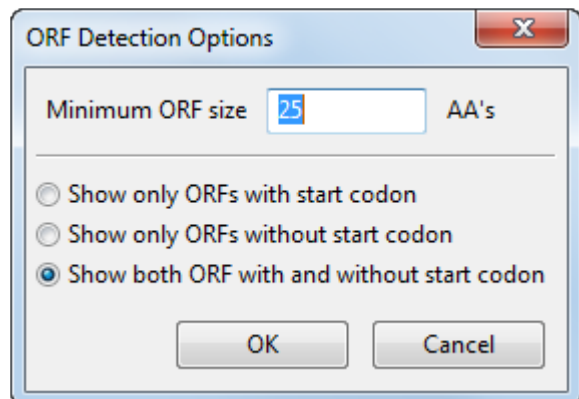 ORF Detection Options
Minimum ORF size 25 AA's
Show only ORFs with start codon
Show only ORFs without start codon
Show both ORF with and without start codon
OK Cancel